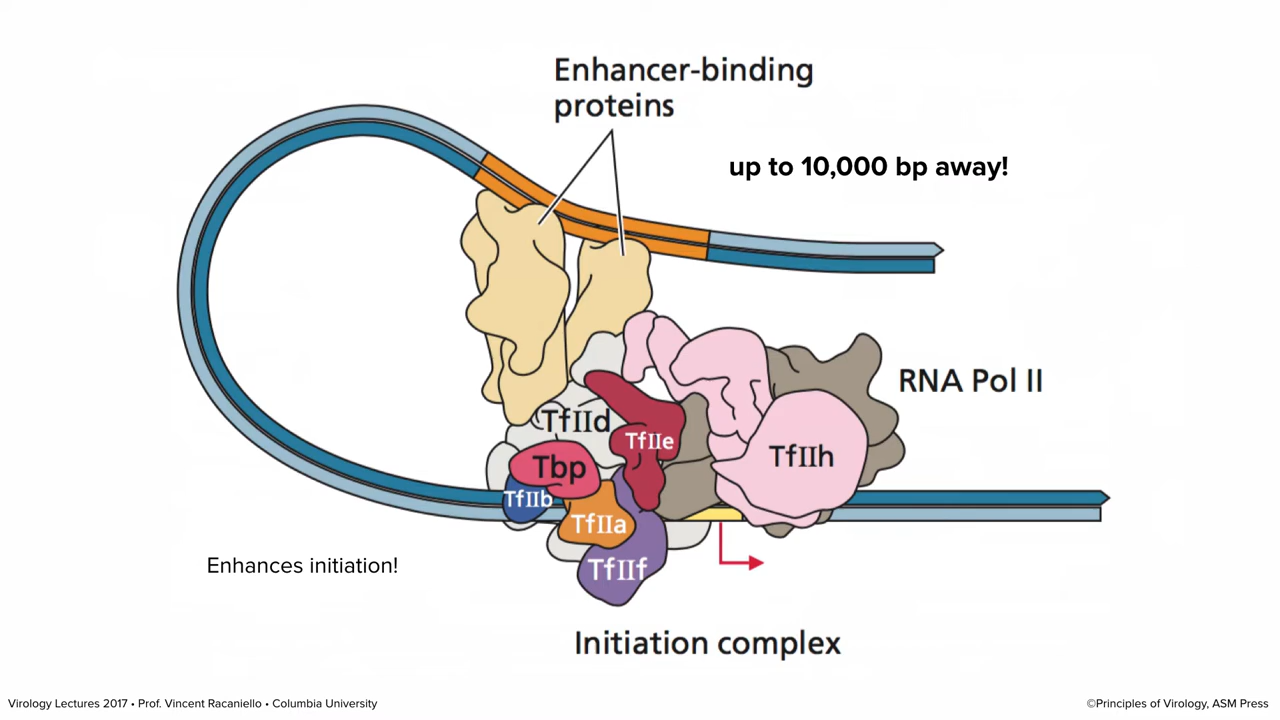 Enhancer-binding
proteins
up to 10,000 bp away!
RNA Pol II
TfIId
TfIIe
TfIIh
Tbp
TfIIb
TfIIa
TfIIf
Enhances initiation!
Initiation complex
Virology Lectures 2017 • Prof. Vincent Racaniello • Columbia University
©Principles of Virology, ASM Press